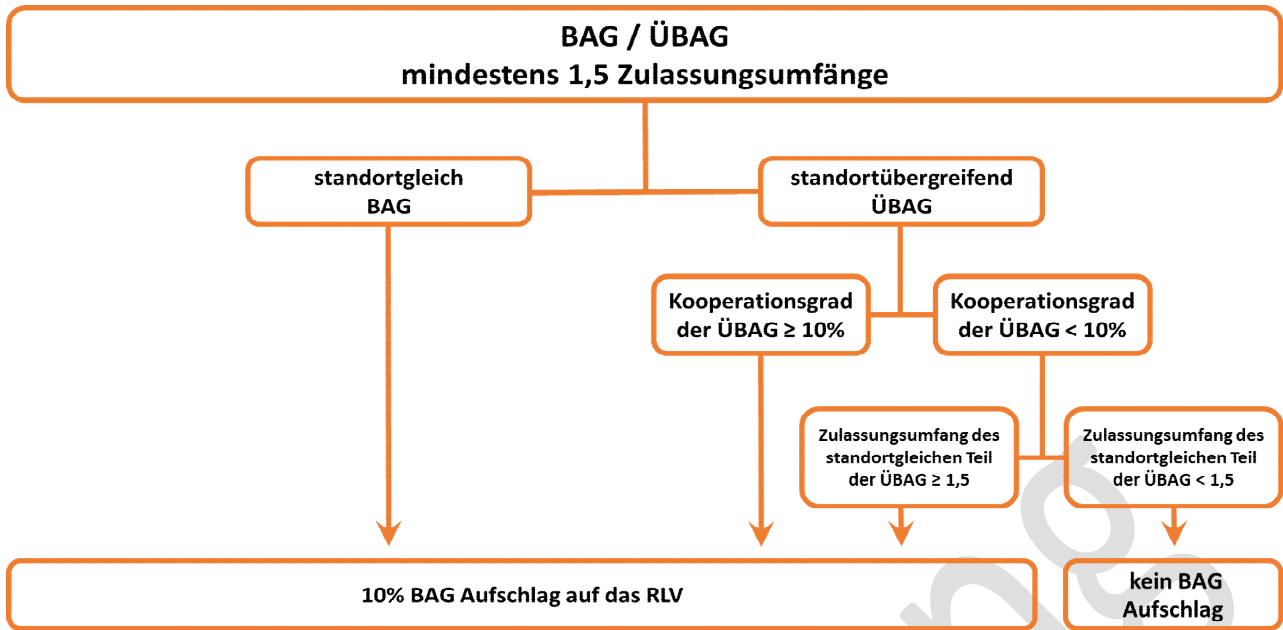 BAG / ÜBAG
mindestens 1,5 Zulassungsumfänge
standortgleich
BAG
standortübergreifend
ÜBAG
Kooperationsgrad
der ÜBAG ≥ 10%
Kooperationsgrad
der ÜBAG < 10%
Zulassungsumfang des
standortgleichen Teil
der ÜBAG ≥ 1,5
Zulassungsumfang des
standortgleichen Teil
der ÜBAG < 1,5
10% BAG Aufschlag auf das RLV
kein BAG
Aufschlag